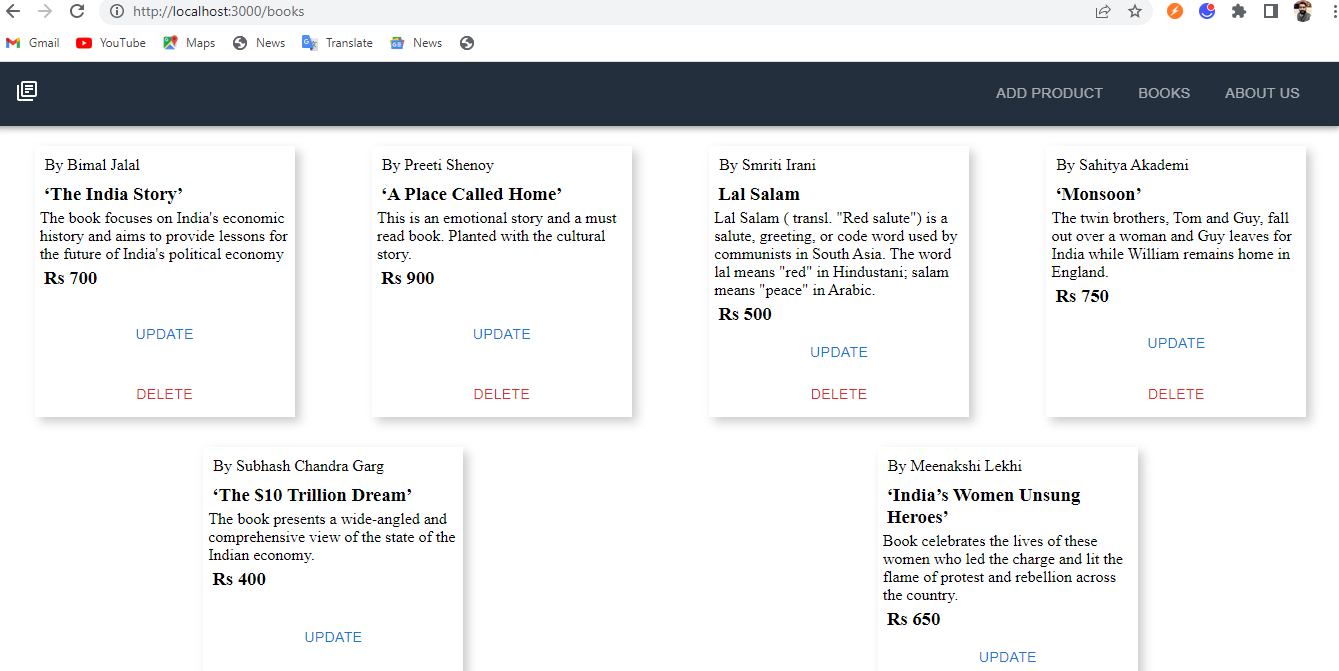 http://localhost:3000/books
Gmail YouTube Maps News Translate News
ADD PRODUCT BOOKS ABOUT US
By Bimal Jalal
‘The India Story’
The book focuses on India's economic
history and aims to provide lessons for
the future of India's political economy
Rs 700
UPDATE
DELETE
By Preeti Shenoy
‘A Place Called Home’
This is an emotional story and a must
read book. Planted with the cultural
story.
Rs 900
UPDATE
DELETE
By Smriti Irani
Lal Salam
Lal Salam ( transl. "Red salute") is a
salute, greeting, or code word used by
communists in South Asia. The word
lal means "red" in Hindustani; salam
means "peace" in Arabic.
Rs 500
UPDATE
DELETE
By Sahitya Akademi
‘Monsoon’
The twin brothers, Tom and Guy, fall
out over a woman and Guy leaves for
India while William remains home in
England.
Rs 750
UPDATE
DELETE
By Subhash Chandra Garg
‘The $10 Trillion Dream’
The book presents a wide-angled and
comprehensive view of the state of the
Indian economy.
Rs 400
UPDATE
By Meenakshi Lekhi
‘India’s Women Unsung
Heroes’
Book celebrates the lives of these
women who led the charge and lit the
flame of protest and rebellion across
the country.
Rs 650
UPDATE